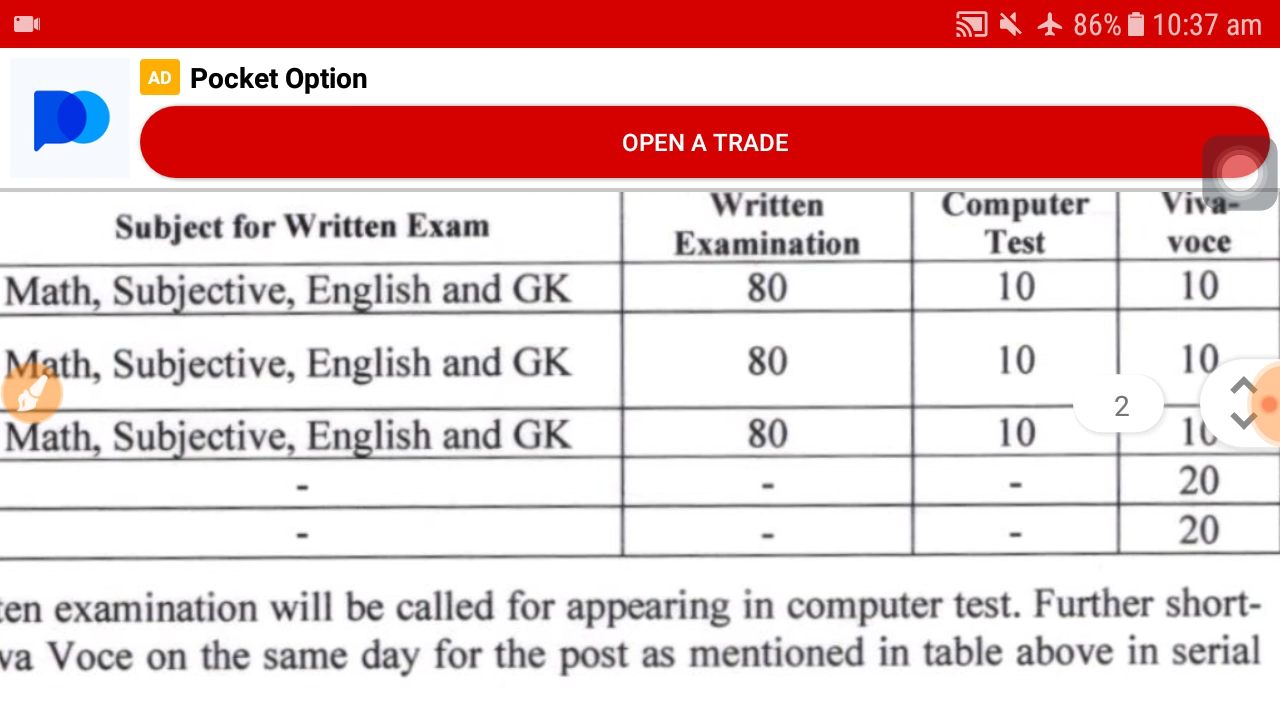 86% 10:37 am
AD Pocket Option
OPEN A TRADE
Subject for Written Exam Written Examination Computer Test Viva-voce
Math, Subjective, English and GK 80 10 10
Math, Subjective, English and GK 80 10 10
2
Math, Subjective, English and GK 80 10 10
- - - 20
- - - 20
ten examination will be called for appearing in computer test. Further short-
va Voce on the same day for the post as mentioned in table above in serial